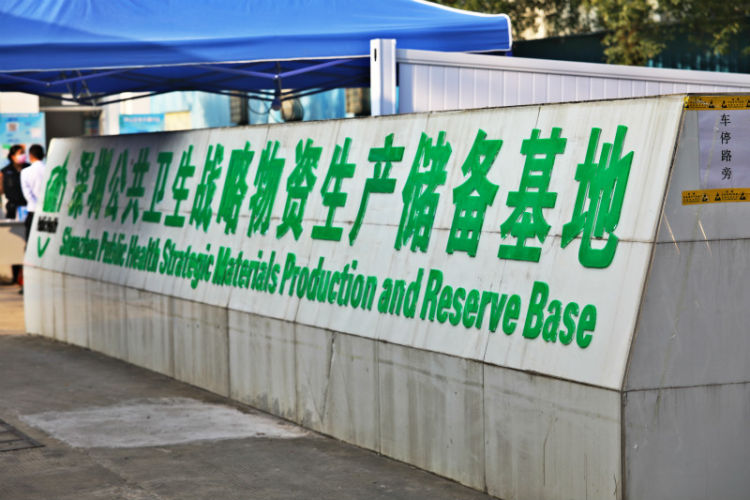 深圳公共卫生战略物资生产储备基地
Shenzhen Public Health Strategic Materials Production and Reserve Base
车停路旁